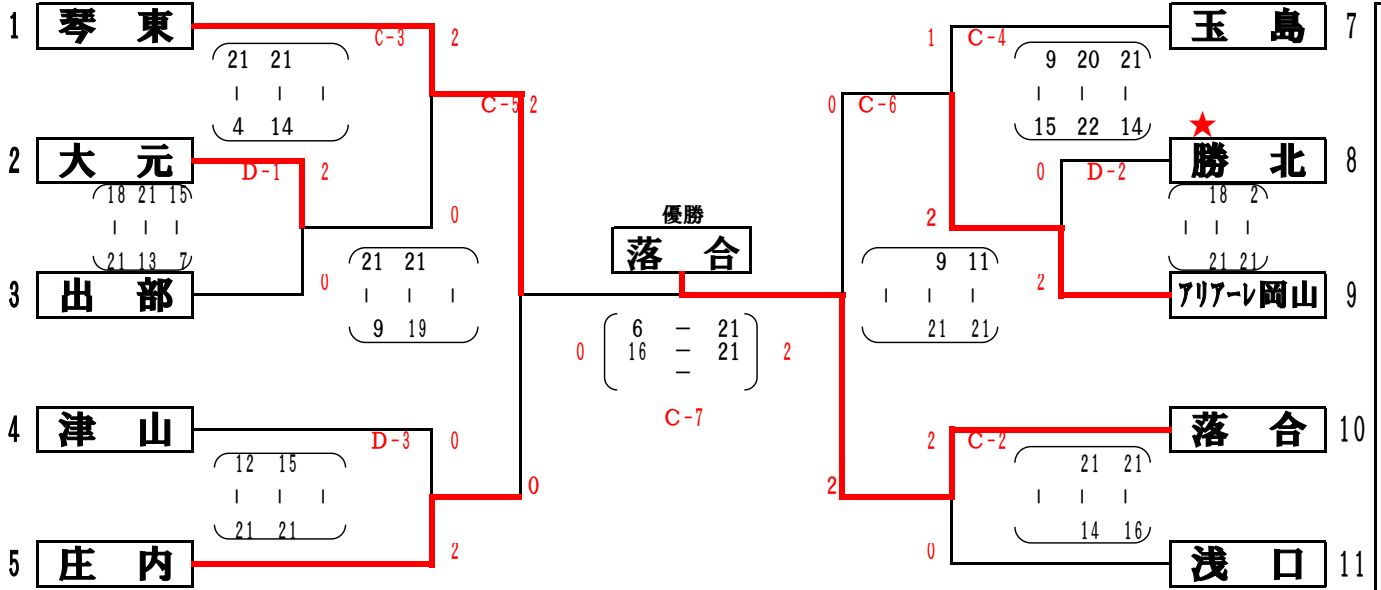 1 琴 東
C-3 2
21 21
4 14
2 大 元
D-1 2
18 21 15
21 13 7
3 出 部
0
C-5 2
0
21 21
9 19
4 津 山
D-3 0
12 15
21 21
5 庄 内
2
0
優勝
落 合
0 6 ー 21 2
16 ー 21
ー
C-7
玉 島 7
1 C-4
9 20 21
15 22 14
0 C-6
★
勝 北 8
0 D-2
18 2
21 21
2
アリアーレ岡山 9
2
9 11
21 21
落 合 10
2 C-2
21 21
14 16
2
浅 口 11
0